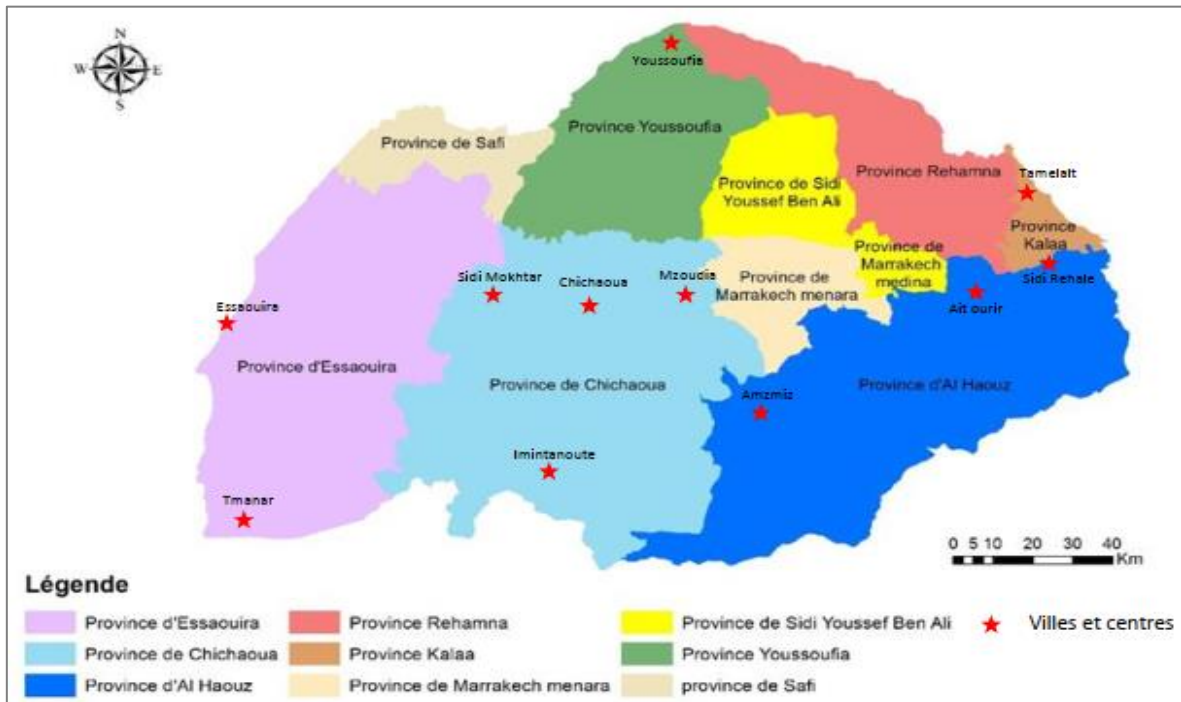 N
W E
S
Youssoufia
Province Youssoufia
Province de Safi
Province de Sidi
Youssef Ben Ali
Province Rehamna
Tamelalt
Province
Kalaa
Sidi Rehale
Province de
Marrakech
medina
Province de
Marrakech menara
Ait ourir
Sidi Mokhtar
Chichaoua
Mzoudia
Essaouira
Province d'Essaouira
Province de Chichaoua
Province d'Al Haouz
Amzmiz
Imintanoute
Tmanar
0 5 10 20 30 40
Km
Légende
Province d'Essaouira
Province Rehamna
Province de Sidi Youssef Ben Ali
Villes et centres
Province de Chichaoua
Province Kalaa
Province Youssoufia
Province d'Al Haouz
Province de Marrakech menara
province de Safi